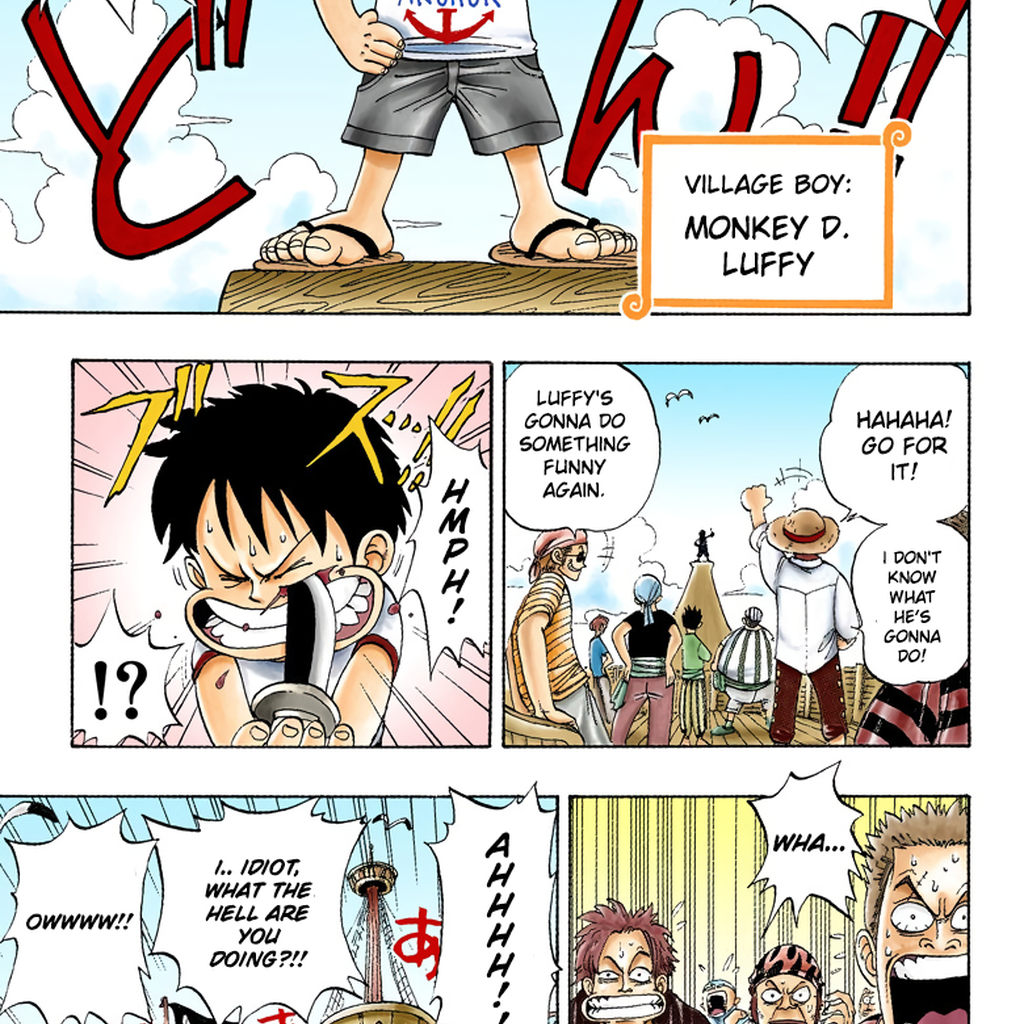 ANCHOR
どん!!
VILLAGE BOY:
MONKEY D.
LUFFY
HAHAHA!
GO FOR
IT!
I DON'T
KNOW
WHAT
HE'S
GONNA
DO!
LUFFY'S
GONNA DO
SOMETHING
FUNNY
AGAIN.
HMPH!
ブスッ!!
!?
WHA...
AHHHH!!
あ
I.. IDIOT,
WHAT THE
HELL ARE
YOU
DOING?!!
OWWWW!!